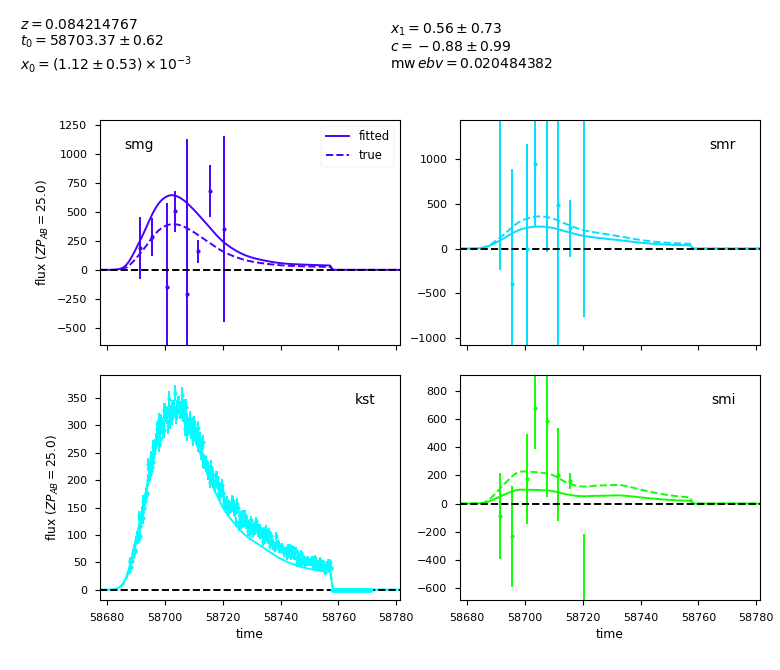 z = 0.084214767
t₀ = 58703.37 ± 0.62
x₀ = (1.12 ± 0.53) × 10⁻³
x₁ = 0.56 ± 0.73
c = −0.88 ± 0.99
mw ebv = 0.020484382
smg
fitted
true
1250
1000
750
500
250
0
−250
−500
flux (ZP_AB = 25.0)
smr
1000
500
0
−500
−1000
kst
350
300
250
200
150
100
50
0
flux (ZP_AB = 25.0)
58680 58700 58720 58740 58760 58780
time
smi
800
600
400
200
0
−200
−400
−600
58680 58700 58720 58740 58760 58780
time